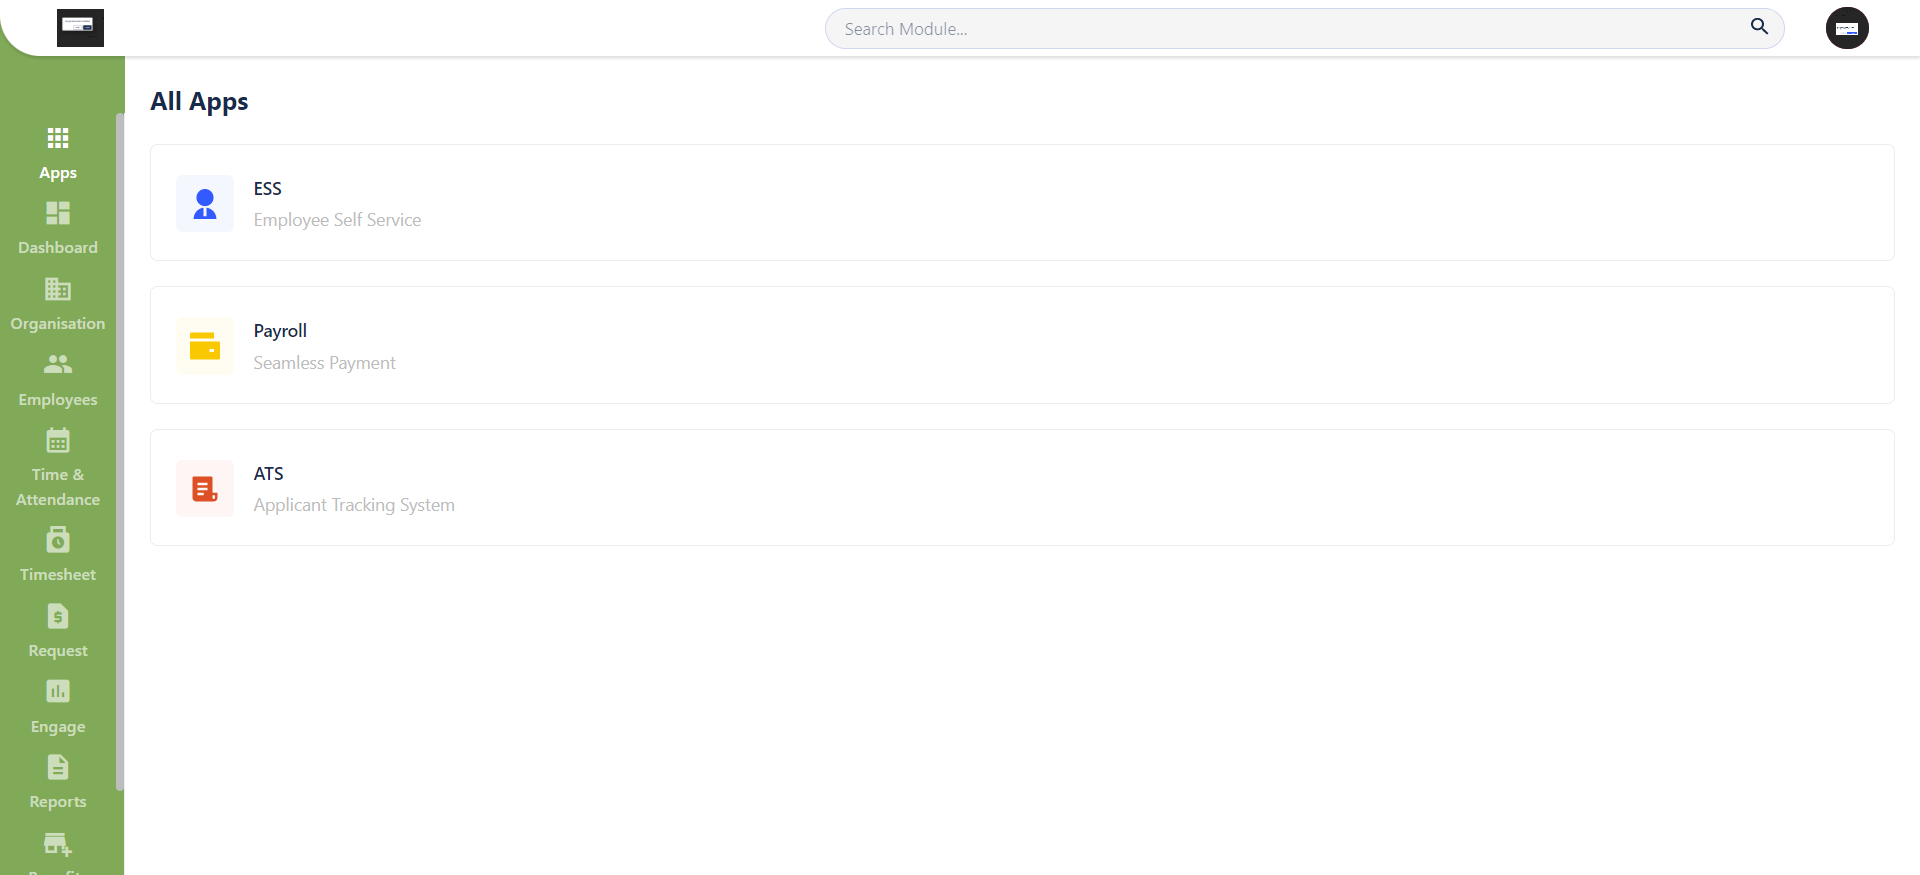 Search Module...
All Apps
Apps
Dashboard
Organisation
Employees
Time &
Attendance
Timesheet
Request
Engage
Reports
ESS
Employee Self Service
Payroll
Seamless Payment
ATS
Applicant Tracking System